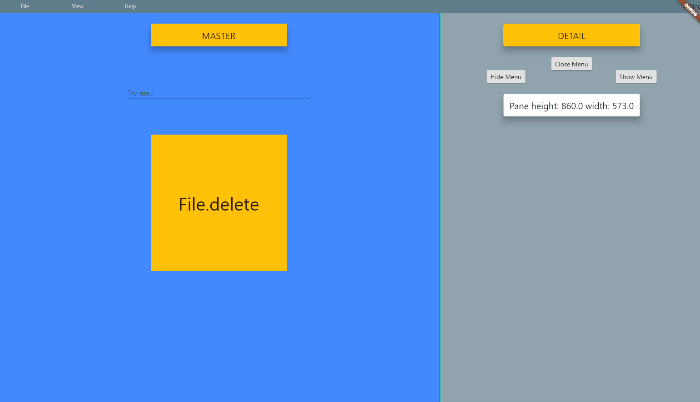 File View Help
MASTER
Try me...
File.delete
DETAIL
Close Menu
Hide Menu Show Menu
Pane height: 860.0 width: 573.0
DEBUG